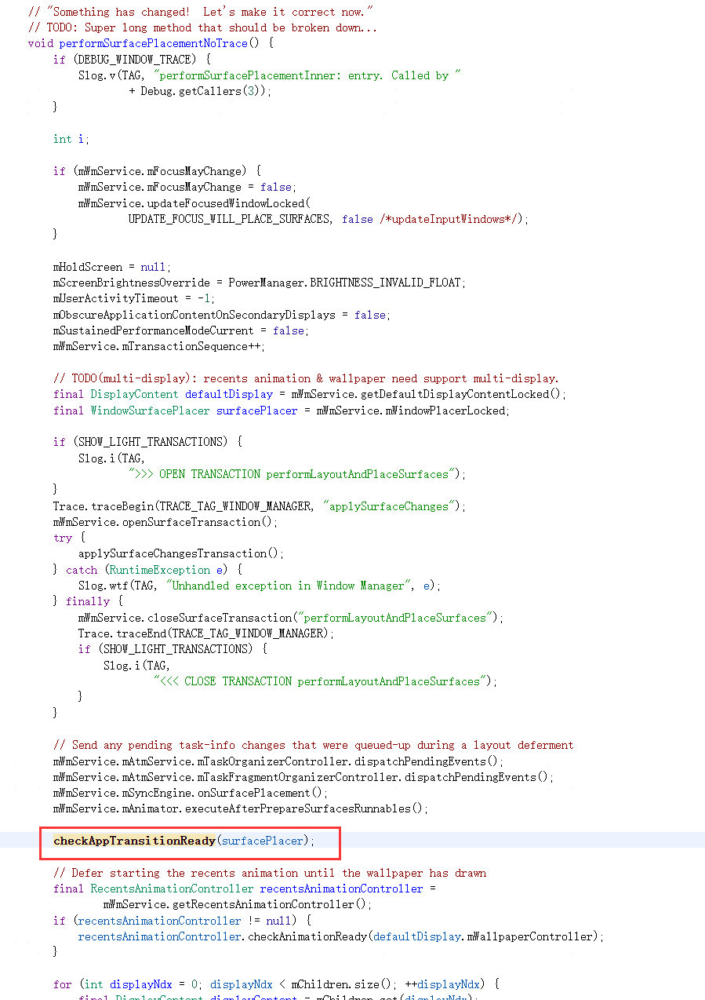 // "Something has changed!  Let's make it correct now."
// TODO: Super long method that should be broken down...
void performSurfacePlacementNoTrace() {
    if (DEBUG_WINDOW_TRACE) {
        Slog.v(TAG, "performSurfacePlacementInner: entry. Called by "
                + Debug.getCallers(3));
    }

    int i;

    if (mWmService.mFocusMayChange) {
        mWmService.mFocusMayChange = false;
        mWmService.updateFocusedWindowLocked(
                UPDATE_FOCUS_WILL_PLACE_SURFACES, false /*updateInputWindows*/);
    }

    mHoldScreen = null;
    mScreenBrightnessOverride = PowerManager.BRIGHTNESS_INVALID_FLOAT;
    mUserActivityTimeout = -1;
    mObscureApplicationContentOnSecondaryDisplays = false;
    mSustainedPerformanceModeCurrent = false;
    mWmService.mTransactionSequence++;

    // TODO(multi-display): recents animation & wallpaper need support multi-display.
    final DisplayContent defaultDisplay = mWmService.getDefaultDisplayContentLocked();
    final WindowSurfacePlacer surfacePlacer = mWmService.mWindowPlacerLocked;

    if (SHOW_LIGHT_TRANSACTIONS) {
        Slog.i(TAG,
                ">>> OPEN TRANSACTION performLayoutAndPlaceSurfaces");
    }
    Trace.traceBegin(TRACE_TAG_WINDOW_MANAGER, "applySurfaceChanges");
    mWmService.openSurfaceTransaction();
    try {
        applySurfaceChangesTransaction();
    } catch (RuntimeException e) {
        Slog.wtf(TAG, "Unhandled exception in Window Manager", e);
    } finally {
        mWmService.closeSurfaceTransaction("performLayoutAndPlaceSurfaces");
        Trace.traceEnd(TRACE_TAG_WINDOW_MANAGER);
        if (SHOW_LIGHT_TRANSACTIONS) {
            Slog.i(TAG,
                    "<<< CLOSE TRANSACTION performLayoutAndPlaceSurfaces");
        }
    }

    // Send any pending task-info changes that were queued-up during a layout deferment
    mWmService.mAtmService.mTaskOrganizerController.dispatchPendingEvents();
    mWmService.mAtmService.mTaskFragmentOrganizerController.dispatchPendingEvents();
    mWmService.mSyncEngine.onSurfacePlacement();
    mWmService.mAnimator.executeAfterPrepareSurfacesRunnables();

    checkAppTransitionReady(surfacePlacer);

    // Defer starting the recents animation until the wallpaper has drawn
    final RecentsAnimationController recentsAnimationController =
            mWmService.getRecentsAnimationController();
    if (recentsAnimationController != null) {
        recentsAnimationController.checkAnimationReady(defaultDisplay.mWallpaperController);
    }

    for (int displayNdx = 0; displayNdx < mChildren.size(); ++displayNdx) {
        final DisplayContent displayContent = mChildren.get(displayNdx);